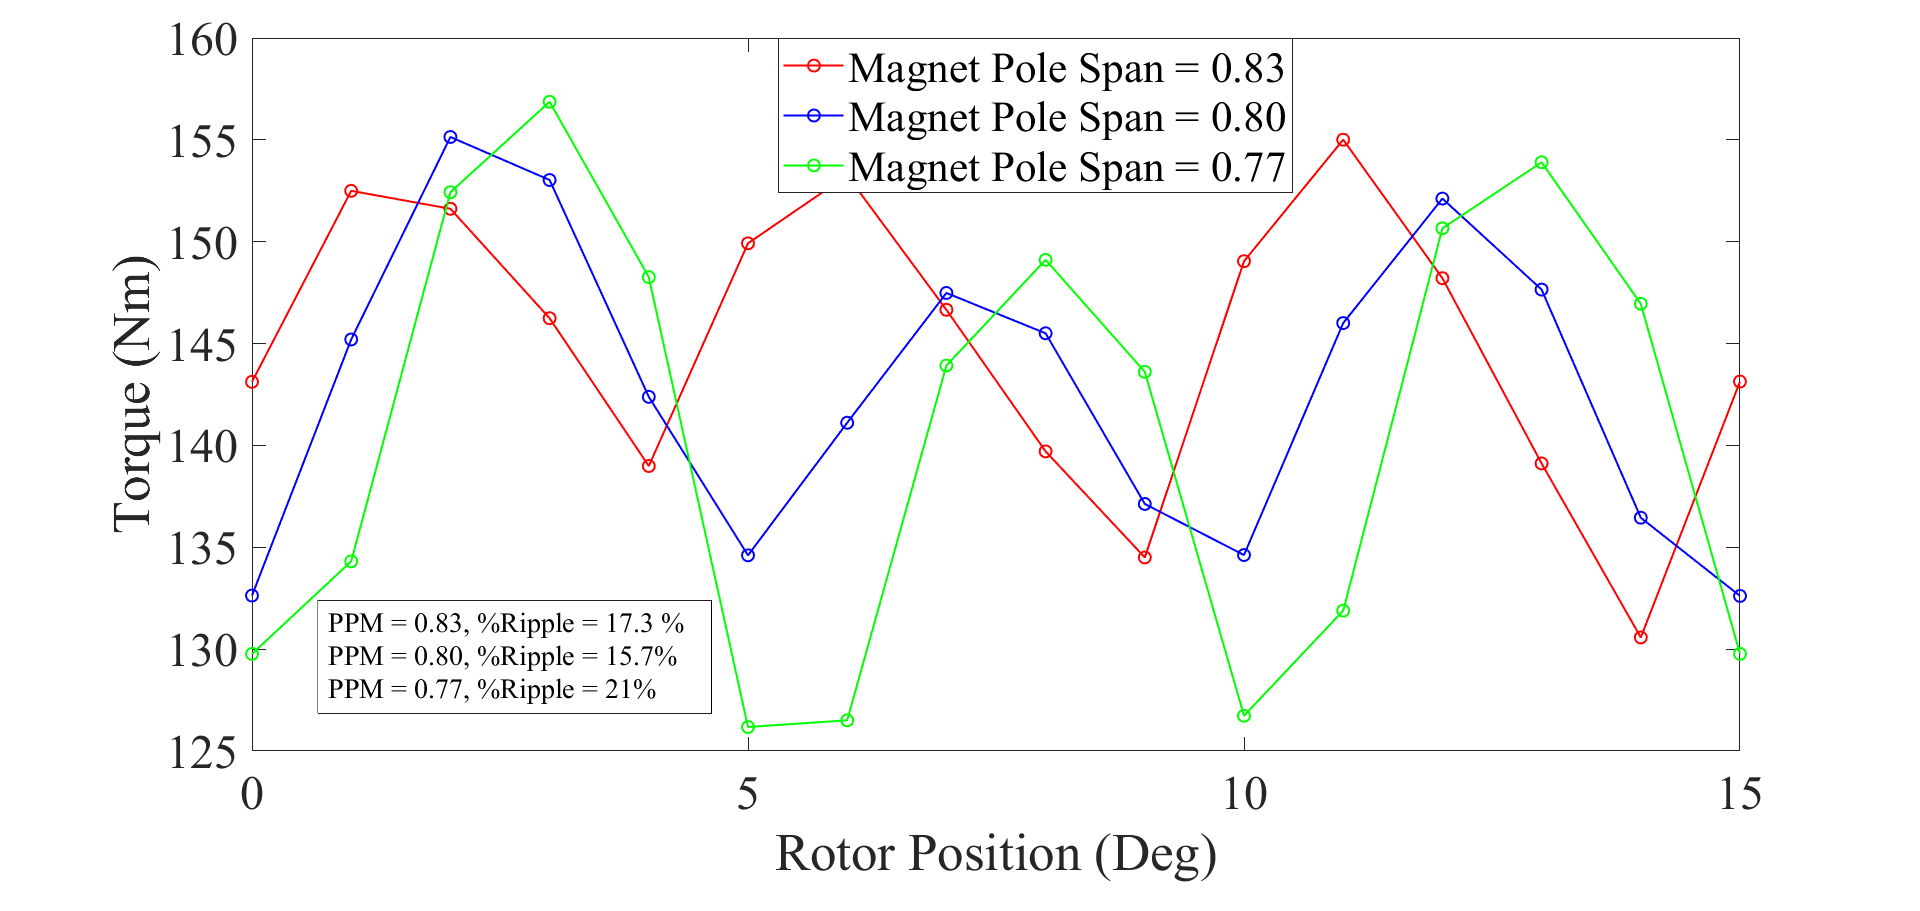 160
155
150
145
140
135
130
125
Torque (Nm)
Magnet Pole Span = 0.83
Magnet Pole Span = 0.80
Magnet Pole Span = 0.77
PPM = 0.83, %Ripple = 17.3 %
PPM = 0.80, %Ripple = 15.7%
PPM = 0.77, %Ripple = 21%
0 5 10 15
Rotor Position (Deg)